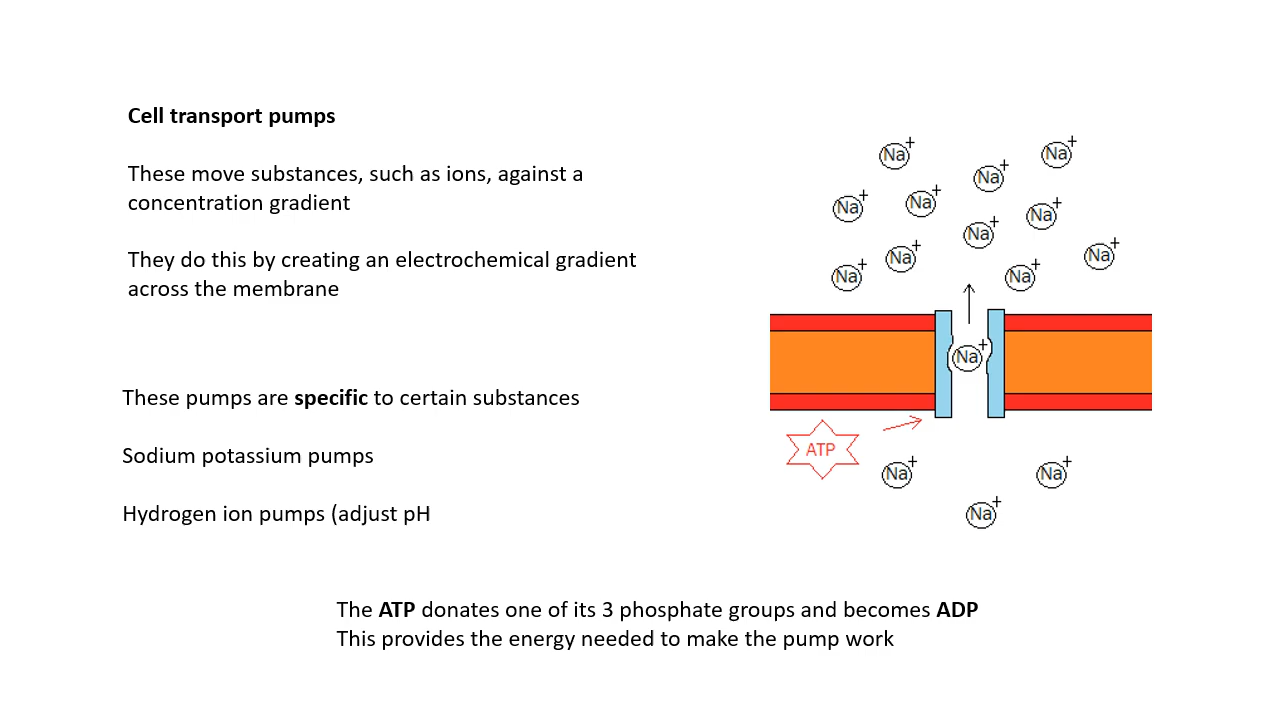 Cell transport pumps
These move substances, such as ions, against a
concentration gradient
They do this by creating an electrochemical gradient
across the membrane
These pumps are specific to certain substances
Sodium potassium pumps
Hydrogen ion pumps (adjust pH
Na+
Na+
Na+
Na+
Na+
Na+
Na+
Na+
Na+
Na+
Na+
Na+
ATP
Na+
Na+
Na+
The ATP donates one of its 3 phosphate groups and becomes ADP
This provides the energy needed to make the pump work